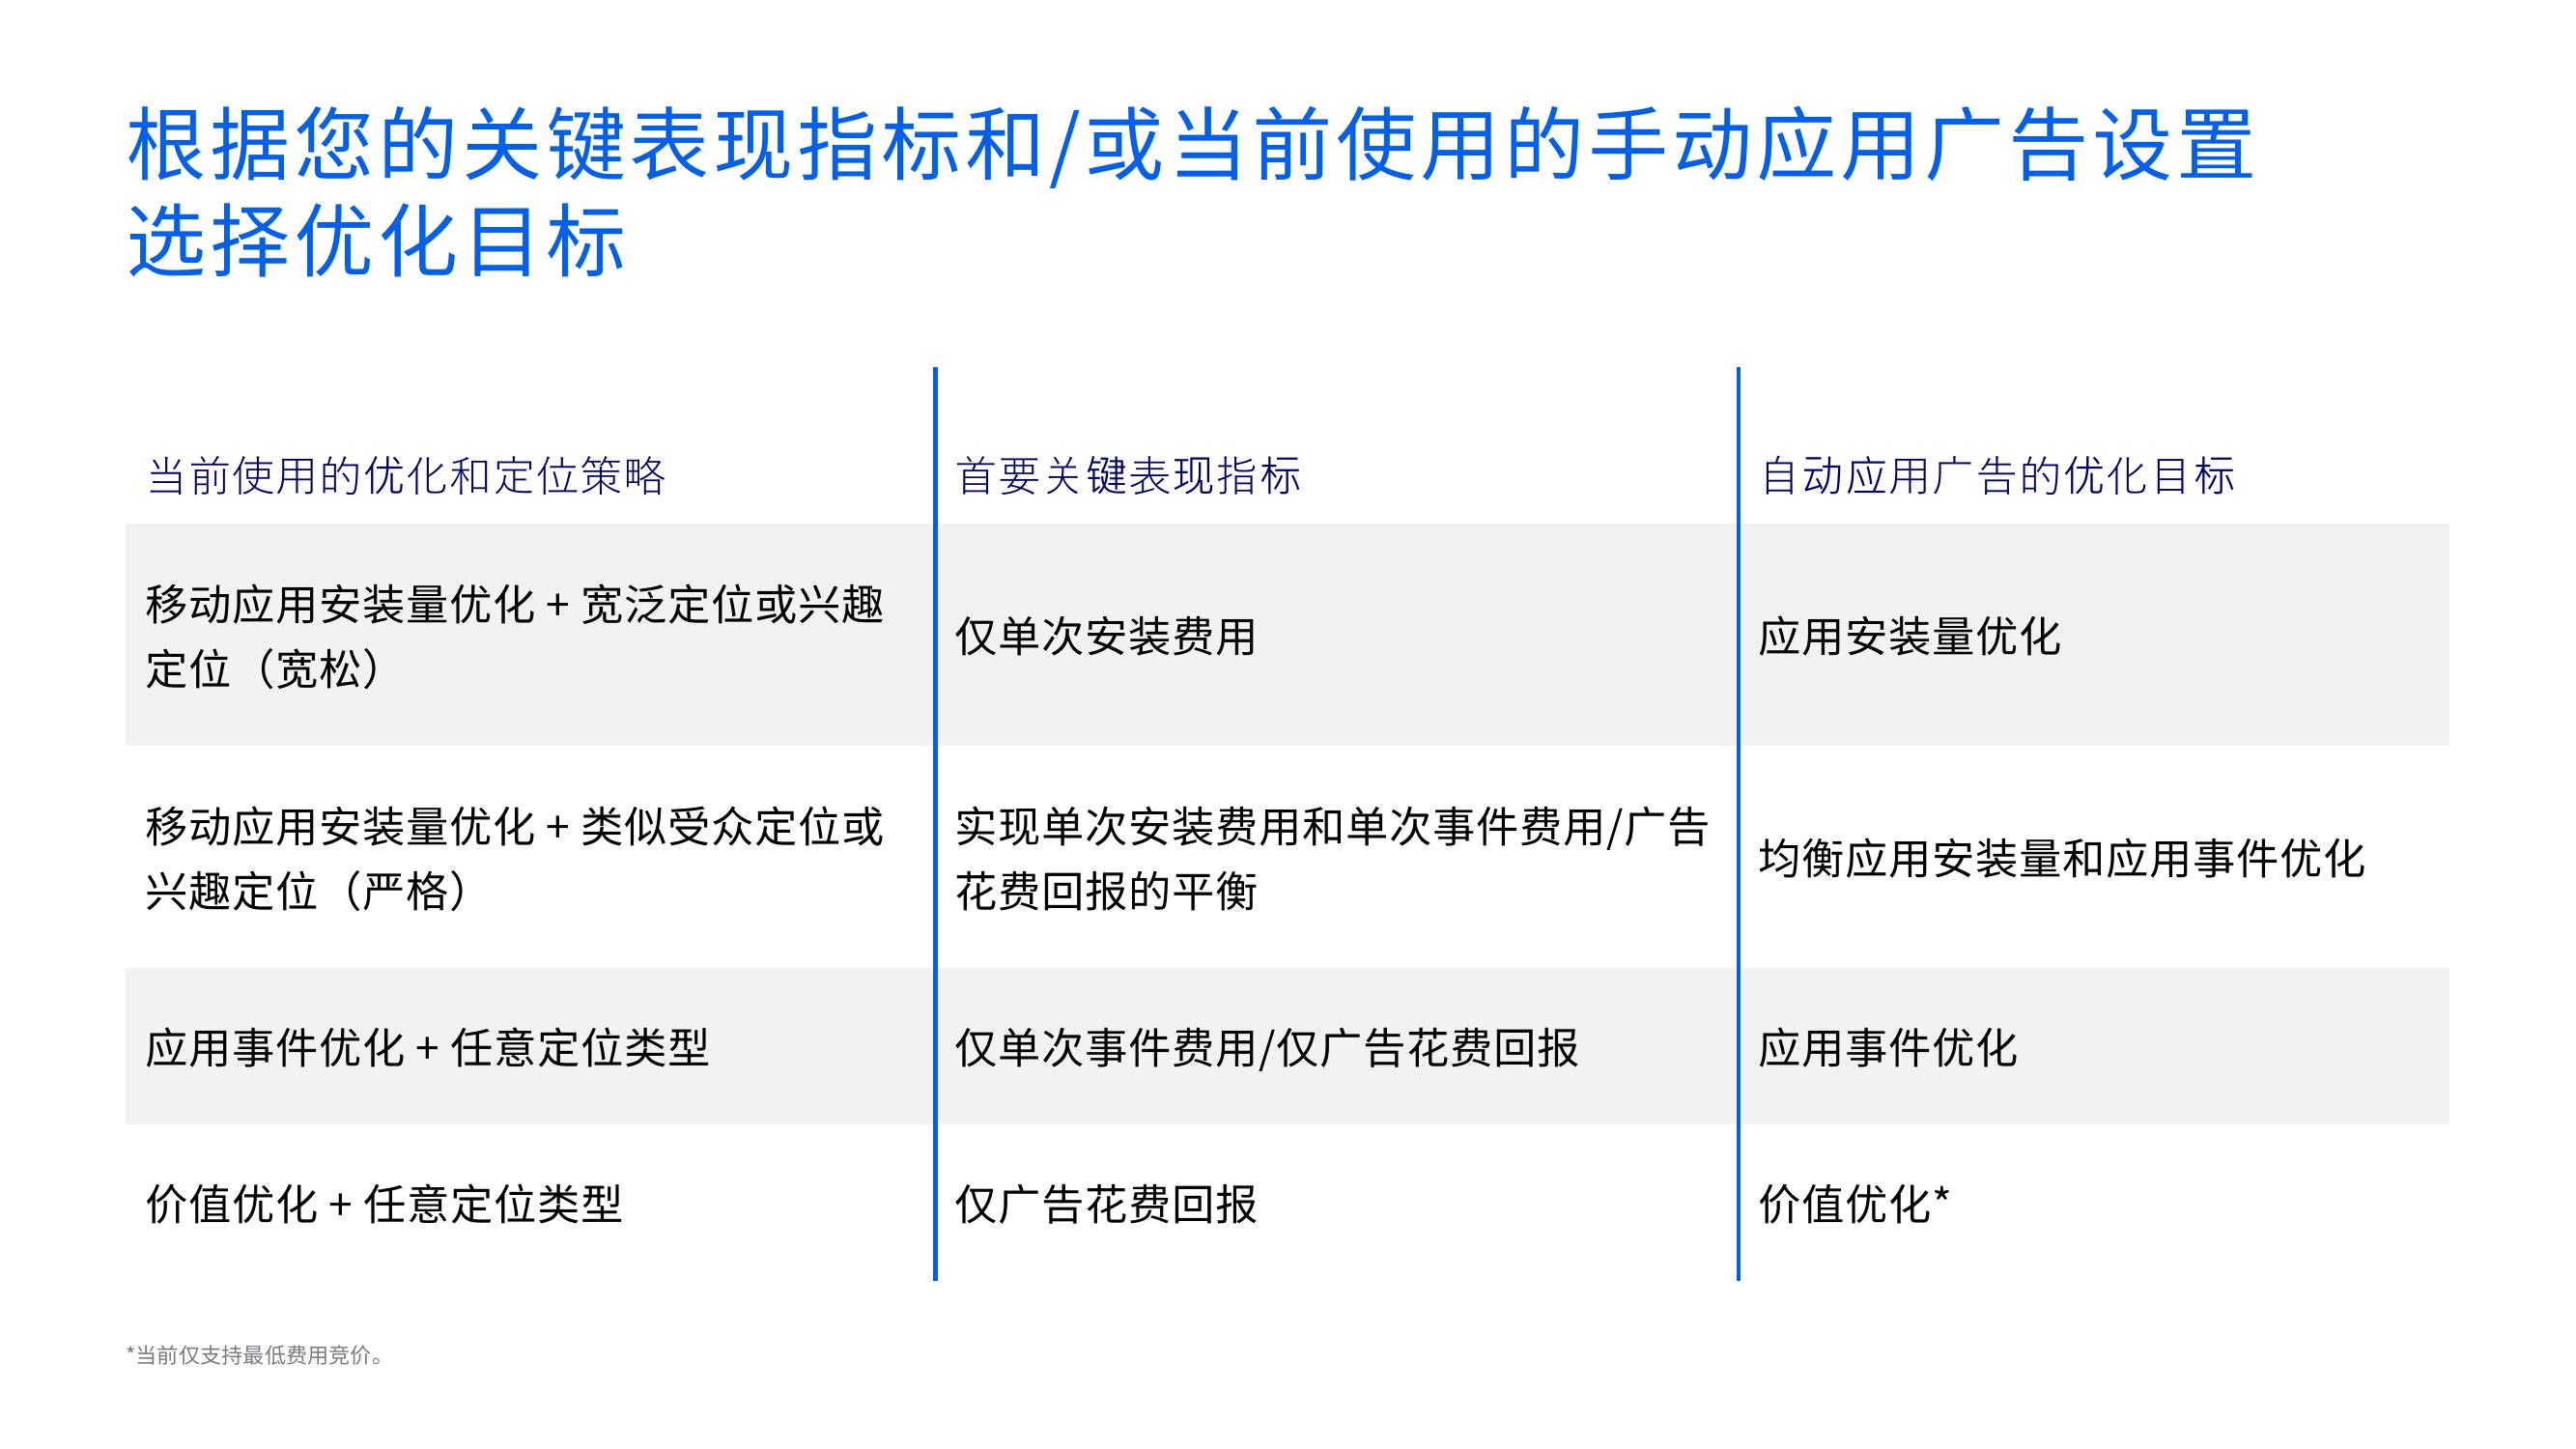 根据您的关键表现指标和/或当前使用的手动应用广告设置
选择优化目标
当前使用的优化和定位策略
首要关键表现指标
自动应用广告的优化目标
移动应用安装量优化 + 宽泛定位或兴趣
定位（宽松）
仅单次安装费用
应用安装量优化
移动应用安装量优化 + 类似受众定位或
兴趣定位（严格）
实现单次安装费用和单次事件费用/广告
花费回报的平衡
均衡应用安装量和应用事件优化
应用事件优化 + 任意定位类型
仅单次事件费用/仅广告花费回报
应用事件优化
价值优化 + 任意定位类型
仅广告花费回报
价值优化*
*当前仅支持最低费用竞价。